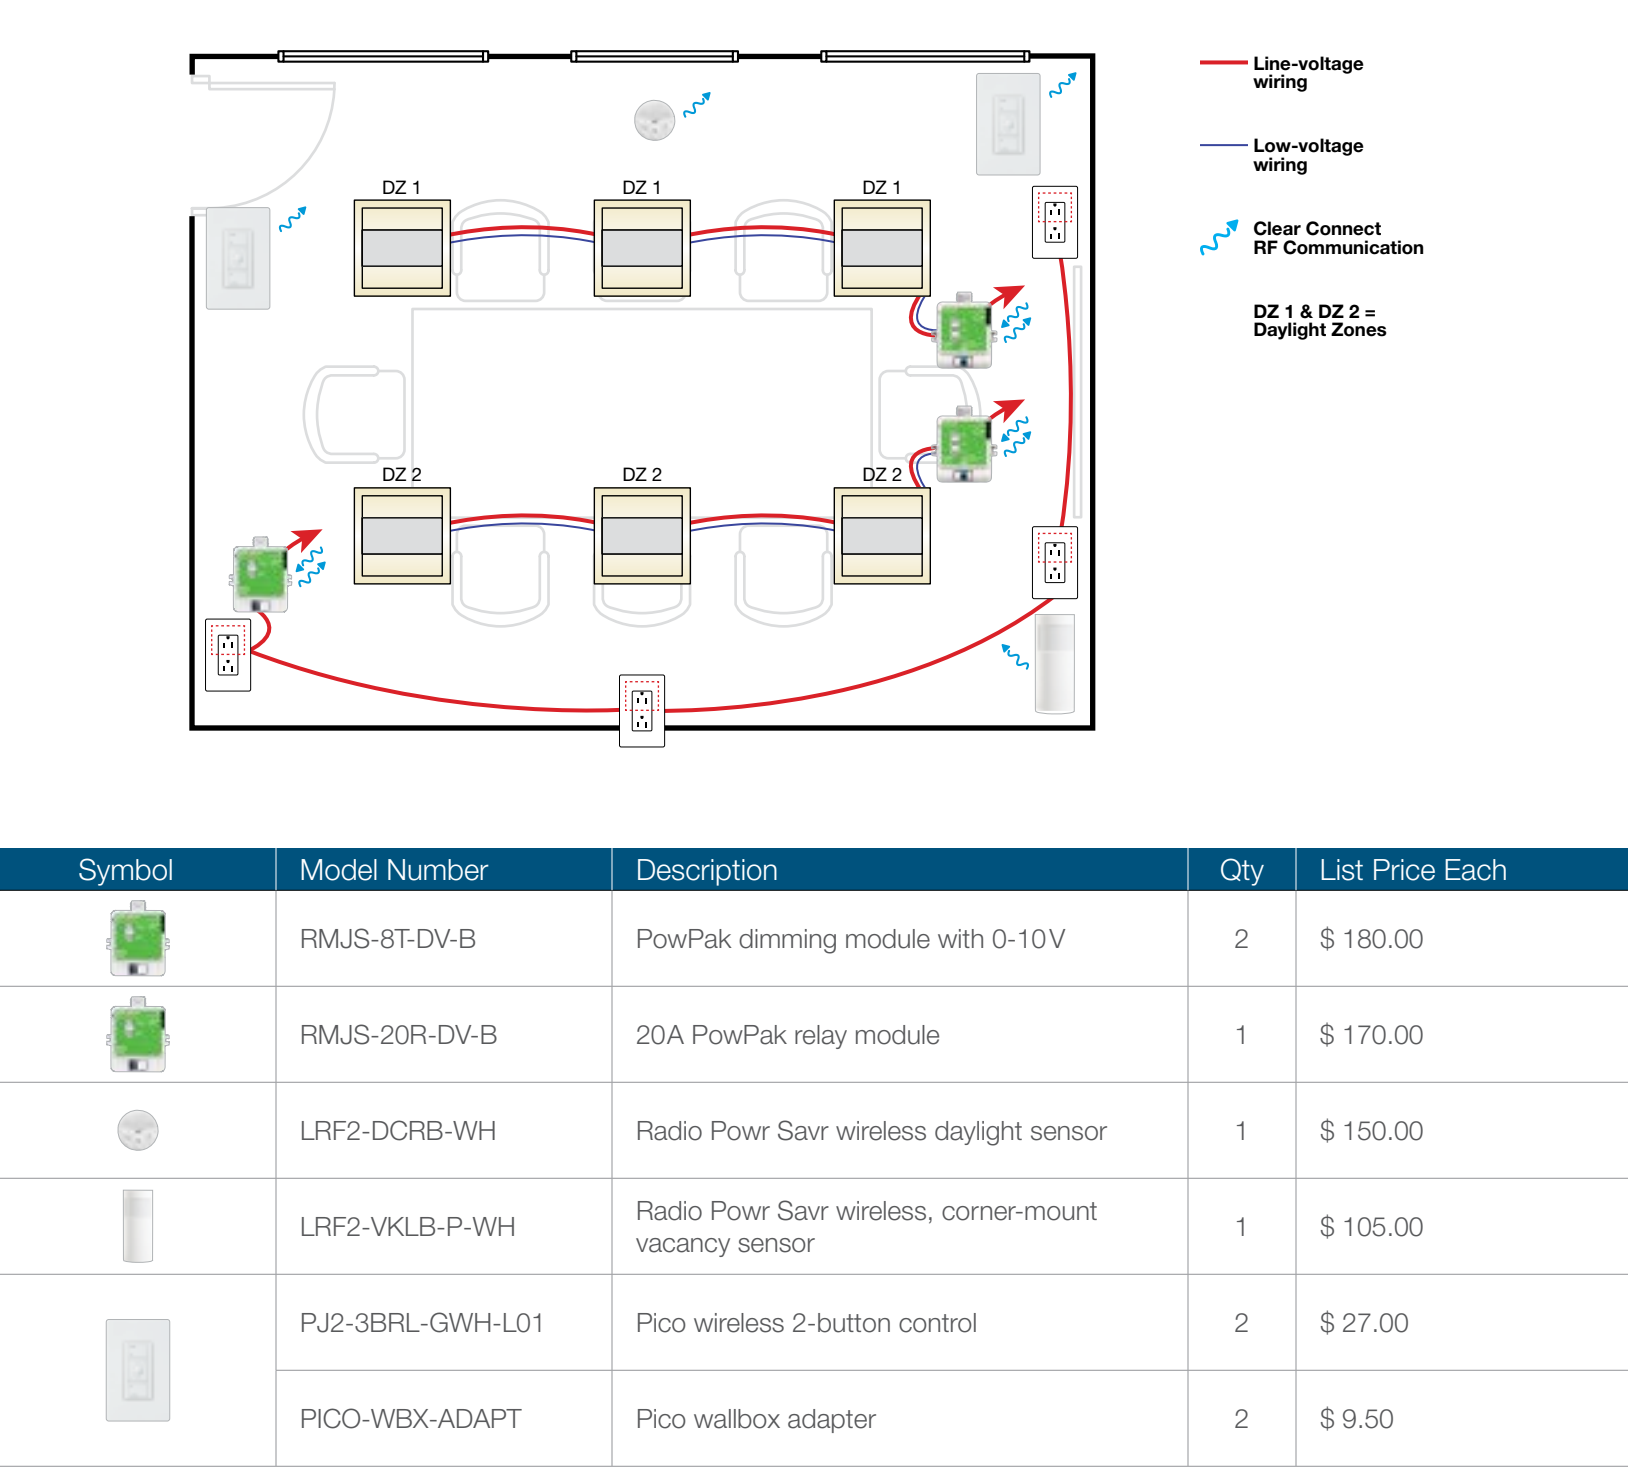 Line-voltage
wiring
Low-voltage
wiring
Clear Connect
RF Communication
DZ 1 & DZ 2 =
Daylight Zones
DZ 1
DZ 1
DZ 1
DZ 2
DZ 2
DZ 2
Symbol Model Number Description Qty List Price Each
RMJS-8T-DV-B PowPak dimming module with 0-10V 2 $ 180.00
RMJS-20R-DV-B 20A PowPak relay module 1 $ 170.00
LRF2-DCRB-WH Radio Powr Savr wireless daylight sensor 1 $ 150.00
LRF2-VKLB-P-WH Radio Powr Savr wireless, corner-mount
vacancy sensor 1 $ 105.00
PJ2-3BRL-GWH-L01 Pico wireless 2-button control 2 $ 27.00
PICO-WBX-ADAPT Pico wallbox adapter 2 $ 9.50